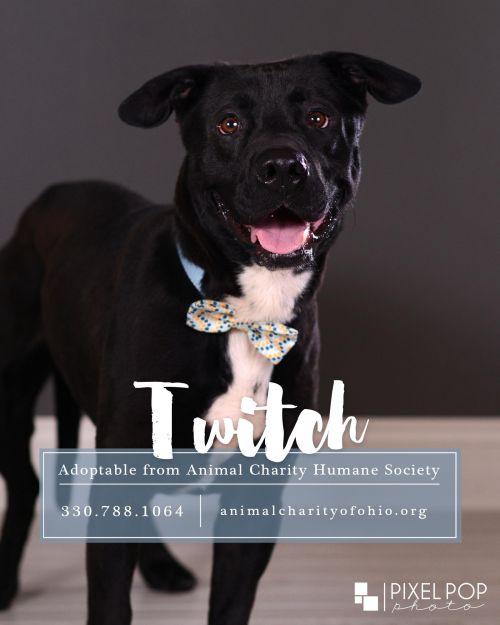 Twitch
Adoptable from Animal Charity Humane Society
330.788.1064
animalcharityofohio.org
PIXEL POP
photo